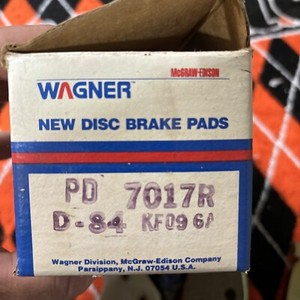 McGRAW-EDISON
WAGNER
NEW DISC BRAKE PADS
PD 7017R
D-84 KF09 6A
Wagner Division, McGraw-Edison Company
Parsippany, N.J. 07054 U.S.A.